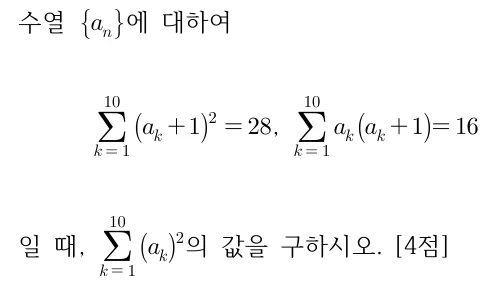 수열 {aₙ}에 대하여
∑_{k=1}^{10} (aₖ+1)²=28, ∑_{k=1}^{10} aₖ(aₖ+1)=16
일 때, ∑_{k=1}^{10} (aₖ)²의 값을 구하시오. [4점]